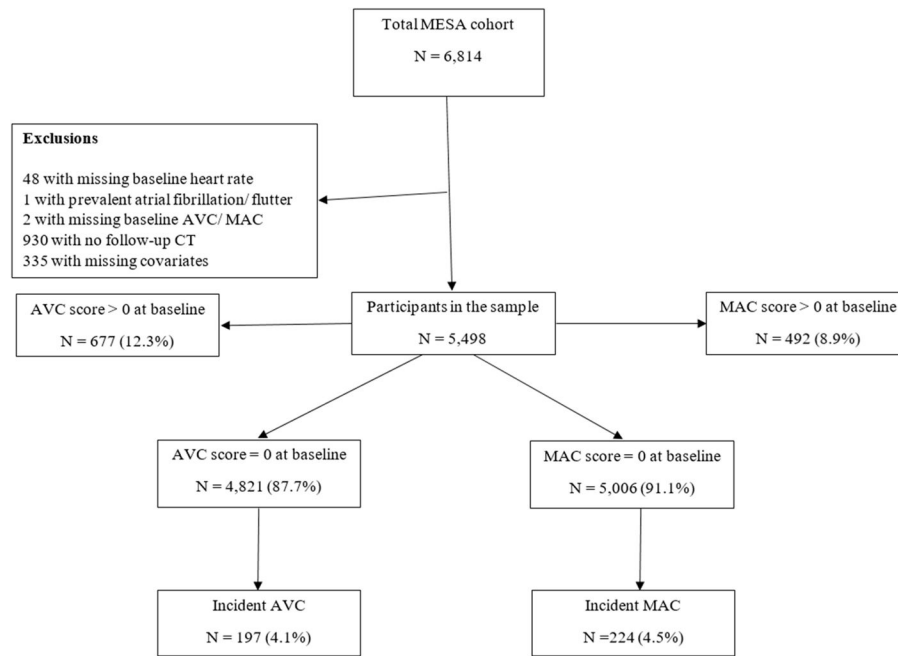 Total MESA cohort
N = 6,814
Exclusions
48 with missing baseline heart rate
1 with prevalent atrial fibrillation/ flutter
2 with missing baseline AVC/ MAC
930 with no follow-up CT
335 with missing covariates
AVC score > 0 at baseline
N = 677 (12.3%)
Participants in the sample
N = 5,498
MAC score > 0 at baseline
N = 492 (8.9%)
AVC score = 0 at baseline
N = 4,821 (87.7%)
MAC score = 0 at baseline
N = 5,006 (91.1%)
Incident AVC
N = 197 (4.1%)
Incident MAC
N =224 (4.5%)